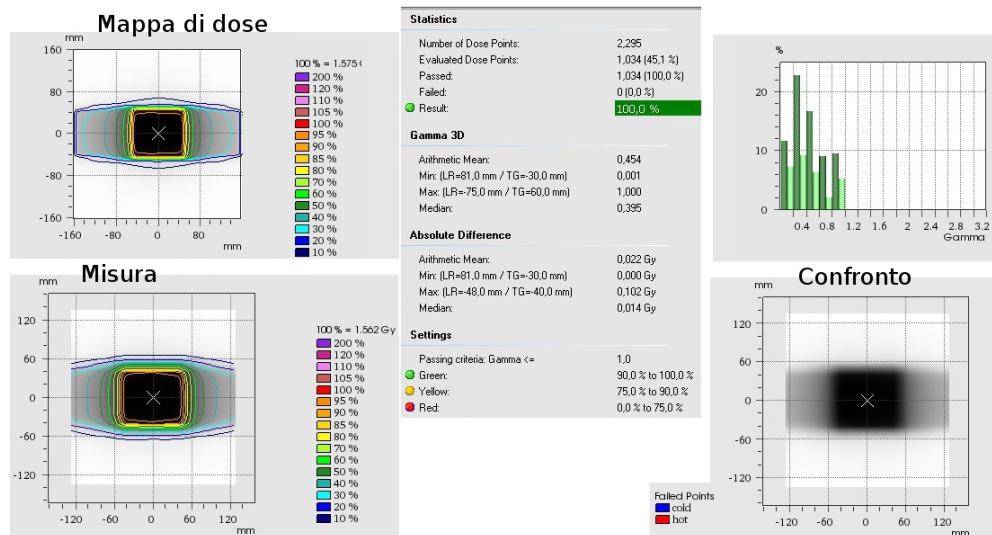 Mappa di dose
mm
160
80
0
-80
-160
-160 -80 0 80
mm
100 % = 1.575 (
200 %
120 %
110 %
105 %
100 %
95 %
90 %
85 %
80 %
70 %
60 %
50 %
40 %
30 %
20 %
10 %
Misura
mm
120
60
0
-60
-120
-120 -60 0 60 120
mm
100 % = 1.562 Gy
200 %
120 %
110 %
105 %
100 %
95 %
90 %
85 %
80 %
70 %
60 %
50 %
40 %
30 %
20 %
10 %
Statistics
Number of Dose Points: 2,295
Evaluated Dose Points: 1,034 (45,1 %)
Passed: 1,034 (100,0 %)
Failed: 0 (0,0 %)
Result: 100,0 %
Gamma 3D
Arithmetic Mean: 0,454
Min: (LR=81,0 mm / TG=-30,0 mm) 0,001
Max: (LR=-75,0 mm / TG=60,0 mm) 1,000
Median: 0,395
Absolute Difference
Arithmetic Mean: 0,022 Gy
Min: (LR=81,0 mm / TG=-30,0 mm) 0,000 Gy
Max: (LR=-48,0 mm / TG=-40,0 mm) 0,102 Gy
Median: 0,014 Gy
Settings
Passing criteria: Gamma <= 1,0
Green: 90,0 % to 100,0 %
Yellow: 75,0 % to 90,0 %
Red: 0,0 % to 75,0 %
%
20
10
0
0.4 0.8 1.2 1.6 2 2.4 2.8 3.2
Gamma
Confronto
mm
120
60
0
-60
-120
-120 -60 0 60 120
mm
Failed Points
cold
hot